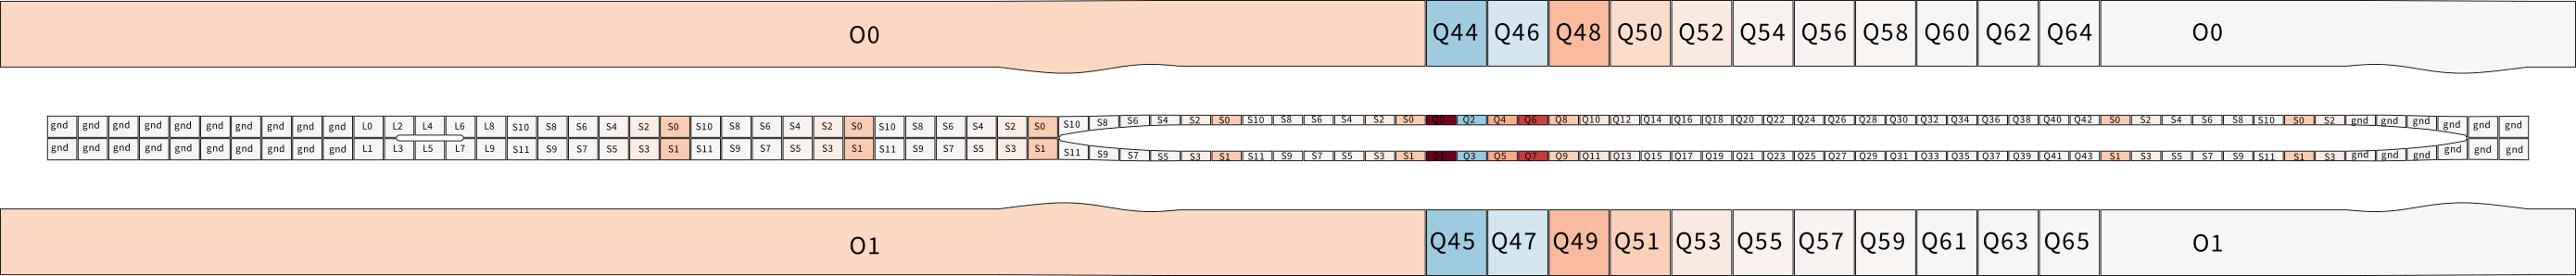 O0 Q44 Q46 Q48 Q50 Q52 Q54 Q56 Q58 Q60 Q62 Q64 O0
gnd gnd gnd gnd gnd gnd gnd gnd gnd gnd L0 L2 L4 L6 L8 S10 S8 S6 S4 S2 S0 S10 S8 S6 S4 S2 S0 S10 S8 S6 S4 S2 S0 S10 S8 S6 S4 S2 S0 S10 S8 S6 S4 S2 S0 Q0 Q2 Q4 Q6 Q8 Q10 Q12 Q14 Q16 Q18 Q20 Q22 Q24 Q26 Q28 Q30 Q32 Q34 Q36 Q38 Q40 Q42 S0 S2 S4 S6 S8 S10 S0 S2 gnd gnd gnd gnd gnd gnd
gnd gnd gnd gnd gnd gnd gnd gnd gnd gnd L1 L3 L5 L7 L9 S11 S9 S7 S5 S3 S1 S11 S9 S7 S5 S3 S1 S11 S9 S7 S5 S3 S1 S11 S9 S7 S5 S3 S1 S11 S9 S7 S5 S3 S1 Q1 Q3 Q5 Q7 Q9 Q11 Q13 Q15 Q17 Q19 Q21 Q23 Q25 Q27 Q29 Q31 Q33 Q35 Q37 Q39 Q41 Q43 S1 S3 S5 S7 S9 S11 S1 S3 gnd gnd gnd gnd gnd gnd
O1 Q45 Q47 Q49 Q51 Q53 Q55 Q57 Q59 Q61 Q63 Q65 O1